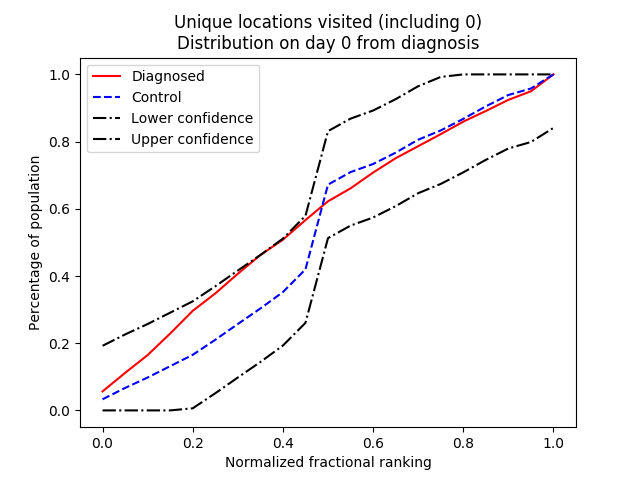 Unique locations visited (including 0)
Distribution on day 0 from diagnosis
Diagnosed
Control
Lower confidence
Upper confidence
Percentage of population
1.0
0.8
0.6
0.4
0.2
0.0
0.0 0.2 0.4 0.6 0.8 1.0
Normalized fractional ranking